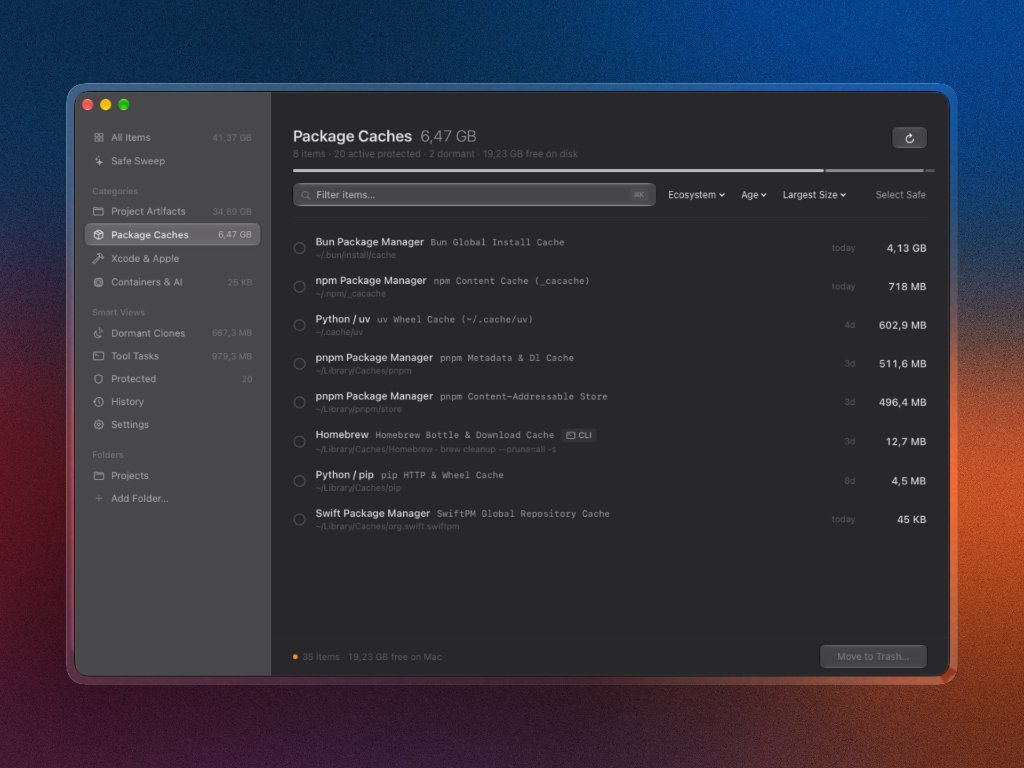 All Items 41,37 GB
Safe Sweep
Categories
Project Artifacts 34,89 GB
Package Caches 6,47 GB
Xcode & Apple
Containers & AI 25 KB
Smart Views
Dormant Clones 667,3 MB
Tool Tasks 979,3 MB
Protected 20
History
Settings
Folders
Projects
+ Add Folder...
Package Caches 6,47 GB
8 items · 20 active protected · 2 dormant · 19,23 GB free on disk
Filter items... ⌘K
Ecosystem Age Largest Size Select Safe
Bun Package Manager Bun Global Install Cache today 4,13 GB
~/.bun/install/cache
npm Package Manager npm Content Cache (_cacache) today 718 MB
~/.npm/_cacache
Python / uv uv Wheel Cache (~/.cache/uv) 4d 602,9 MB
~/.cache/uv
pnpm Package Manager pnpm Metadata & Dl Cache 3d 511,6 MB
~/Library/Caches/pnpm
pnpm Package Manager pnpm Content-Addressable Store 3d 496,4 MB
~/Library/pnpm/store
Homebrew Homebrew Bottle & Download Cache CLI 3d 12,7 MB
~/Library/Caches/Homebrew · brew cleanup --prune=all -s
Python / pip pip HTTP & Wheel Cache 8d 4,5 MB
~/Library/Caches/pip
Swift Package Manager SwiftPM Global Repository Cache today 45 KB
~/Library/Caches/org.swift.swiftpm
35 items · 19,23 GB free on Mac
Move to Trash...